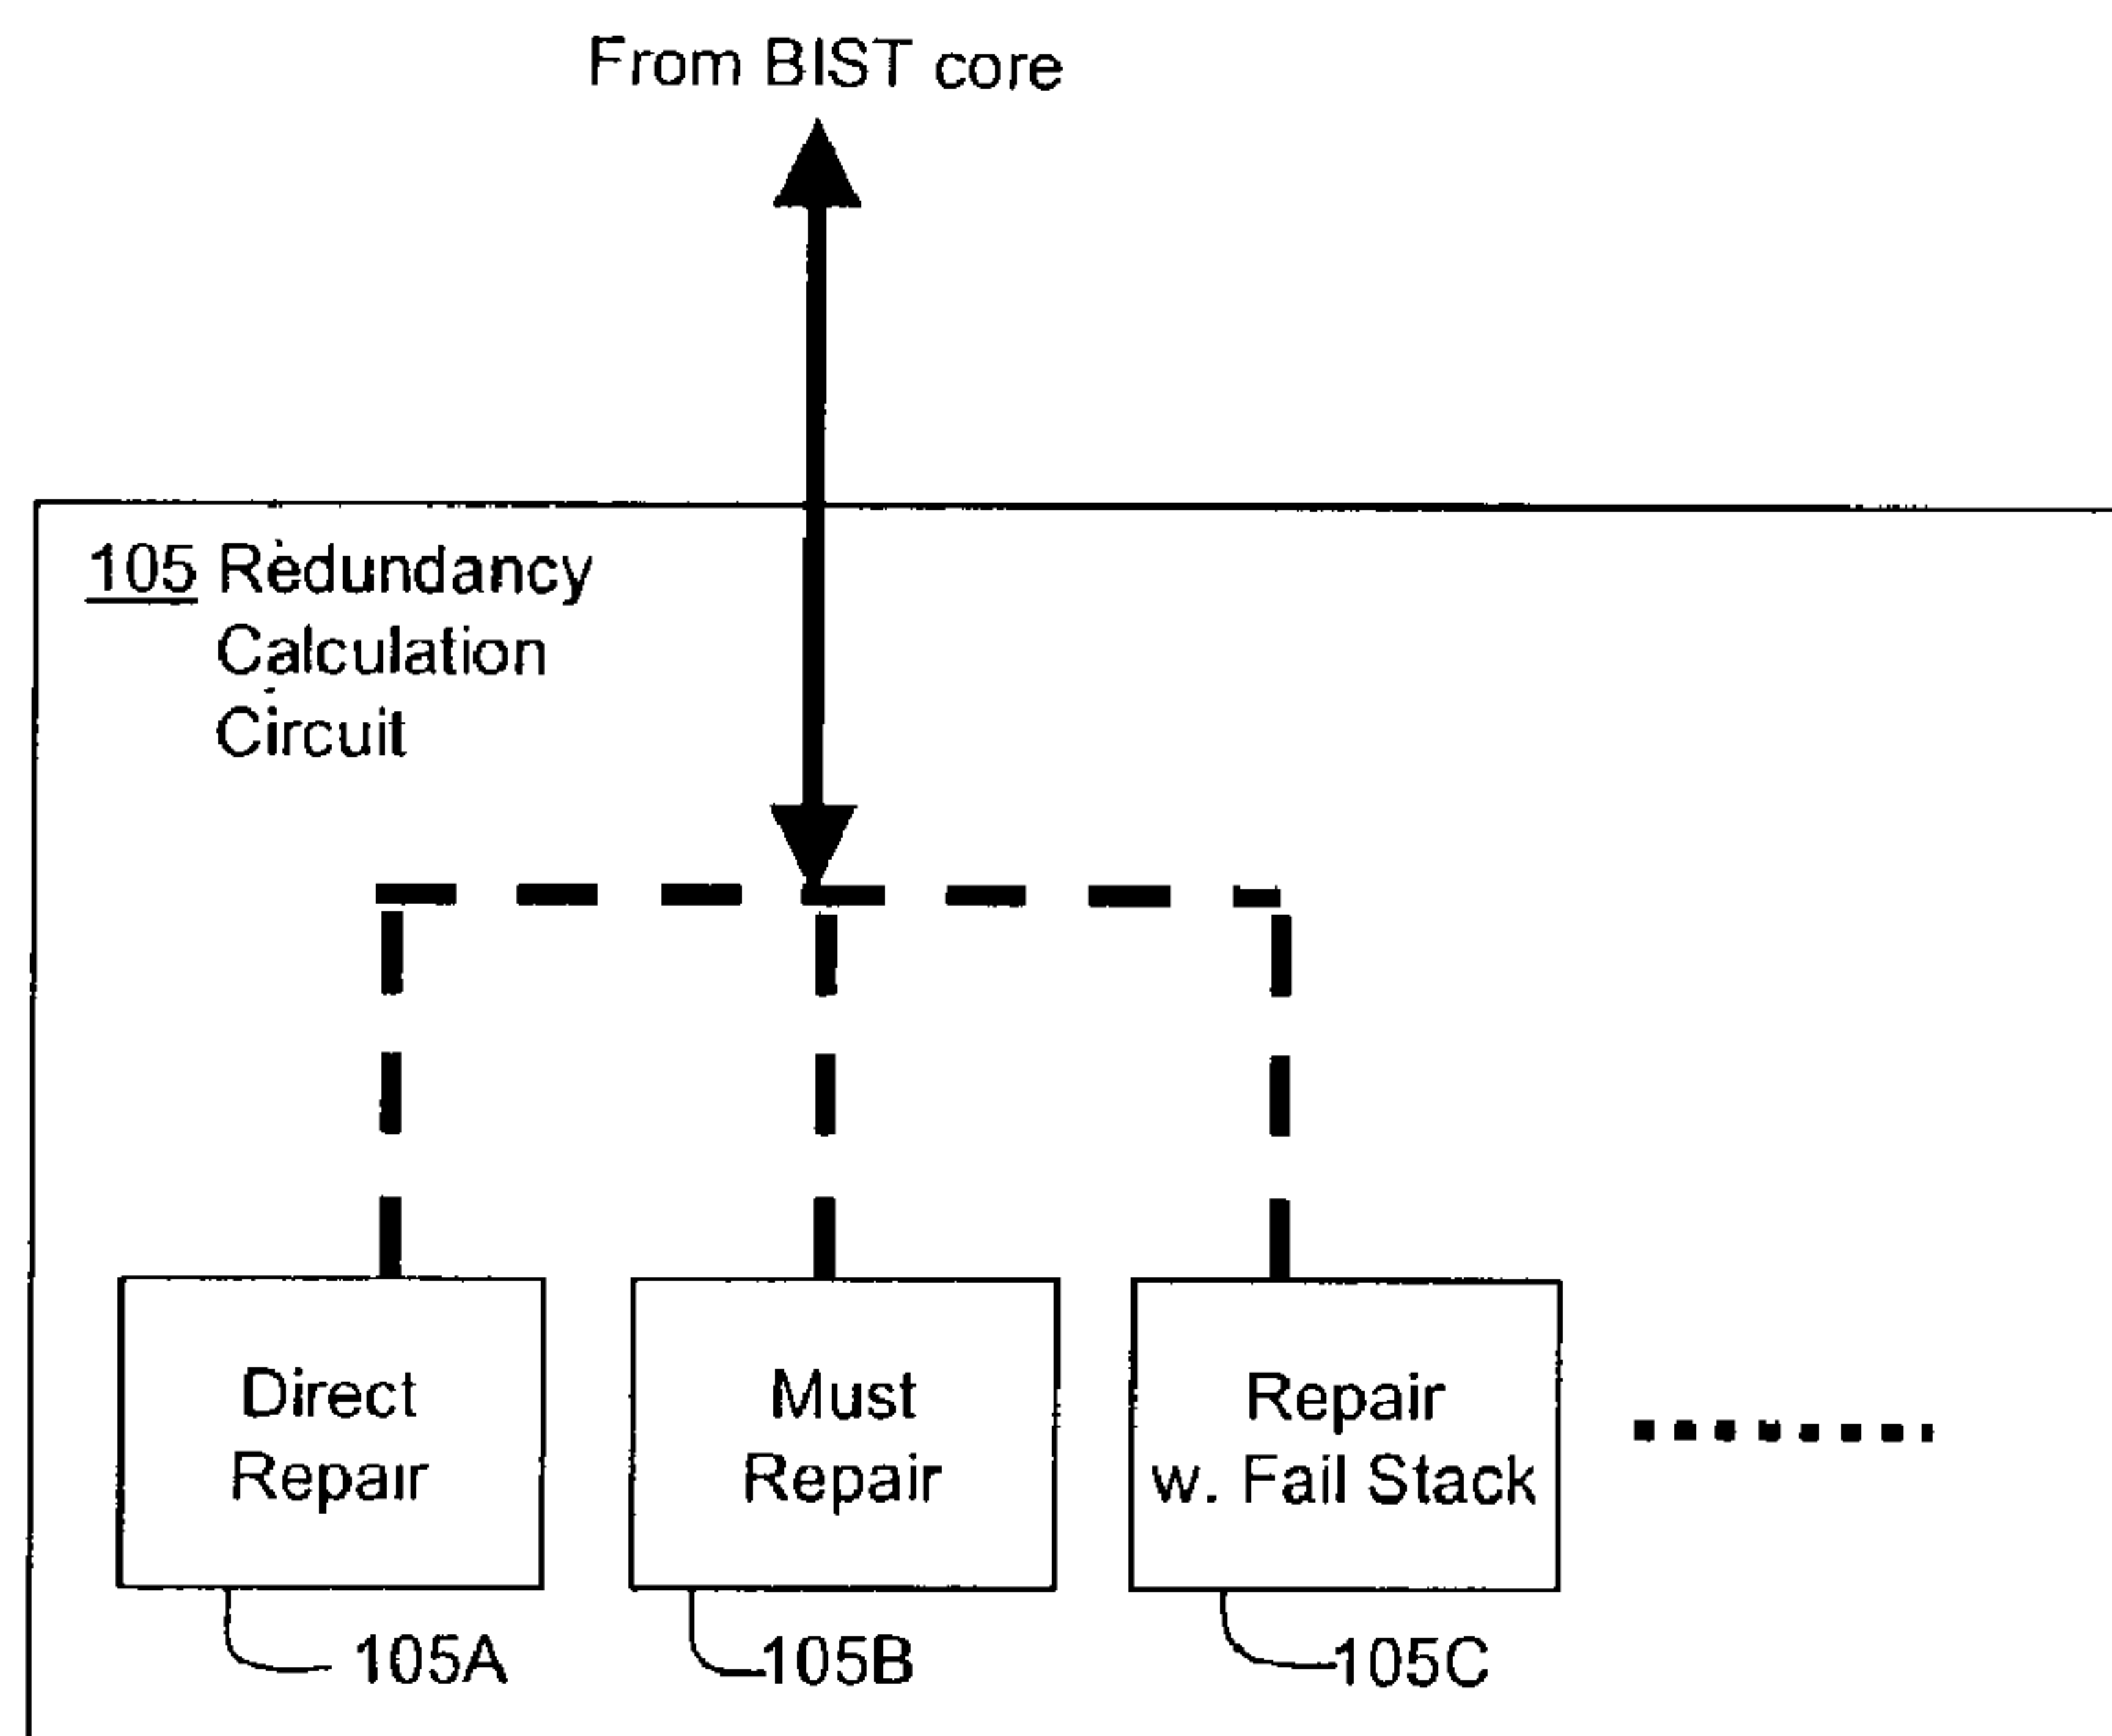 From BIST core
105 Redundancy
Calculation
Circuit
Direct
Repair
Must
Repair
Repair
w. Fail Stack
105A
105B
105C